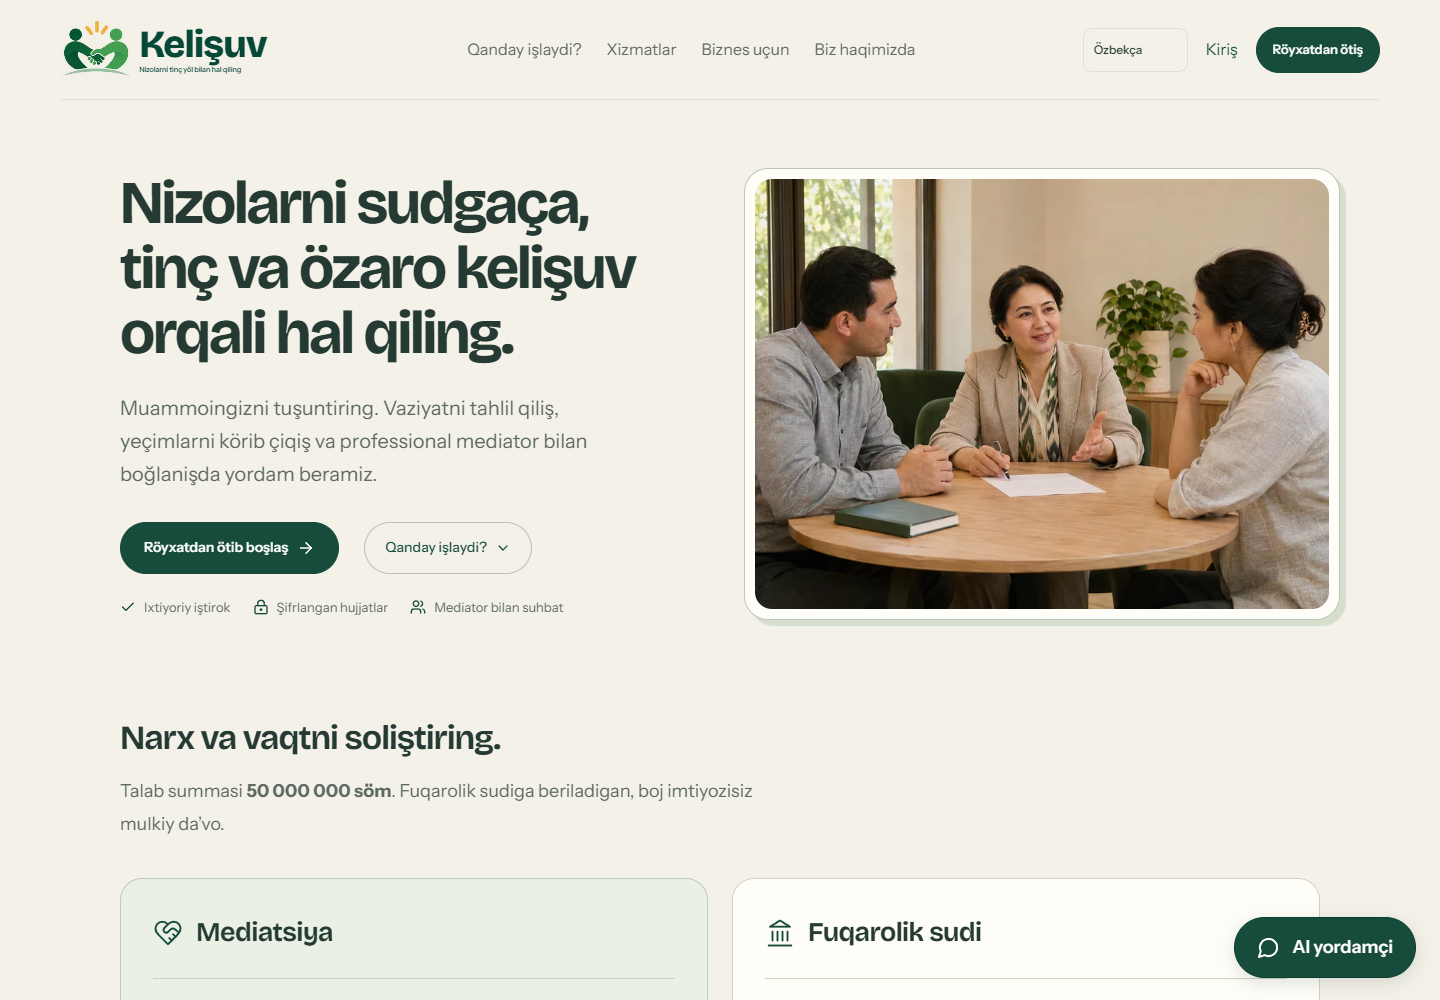 Kelişuv
Nizolarni tinç yöl bilan hal qiling
Qanday işlaydi?
Xizmatlar
Biznes uçun
Biz haqimizda
Özbekça
Kiriş
Röyxatdan ötiş
Nizolarni sudgaça,
tinç va özaro kelişuv
orqali hal qiling.
Muammoingizni tuşuntiring. Vaziyatni tahlil qiliş,
yeçimlarni körib çiqiş va professional mediator bilan
boğlanişda yordam beramiz.
Röyxatdan ötib boşlaş
Qanday işlaydi?
Ixtiyoriy iştirok
Şifrlangan hujjatlar
Mediator bilan suhbat
Narx va vaqtni soliştiring.
Talab summasi 50 000 000 söm. Fuqarolik sudiga beriladigan, boj imtiyozisiz
mulkiy da’vo.
Mediatsiya
Fuqarolik sudi
AI yordamçi